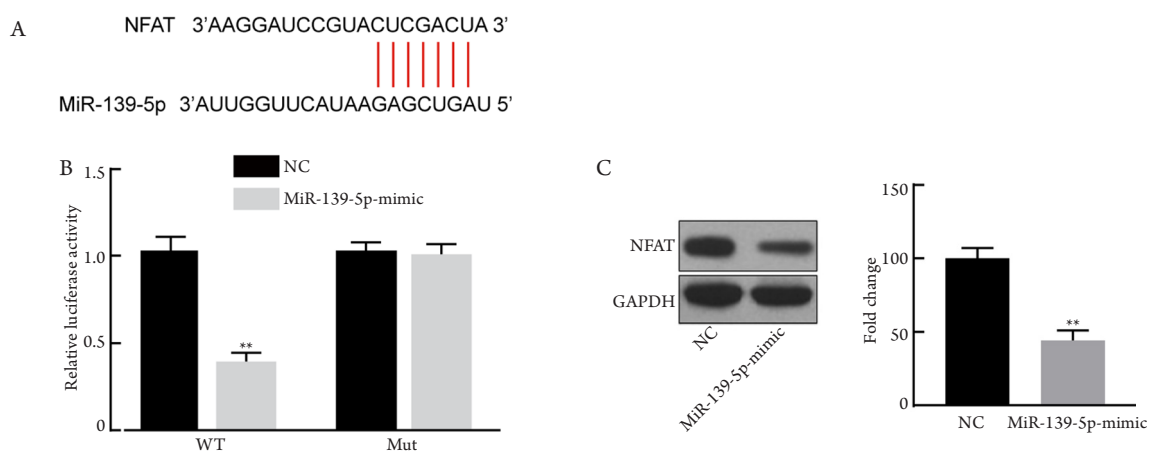 A
NFAT 3'AAGGAUCCGUACUCGACUA 3'
MiR-139-5p 3'AUUGGUUCAUAAGAGCUGAU 5'
B
NC
MiR-139-5p-mimic
Relative luciferase activity
1.5
1.0
0.5
0
**
WT
Mut
C
NFAT
GAPDH
NC
MiR-139-5p-mimic
Fold change
150
100
50
0
**
NC
MiR-139-5p-mimic